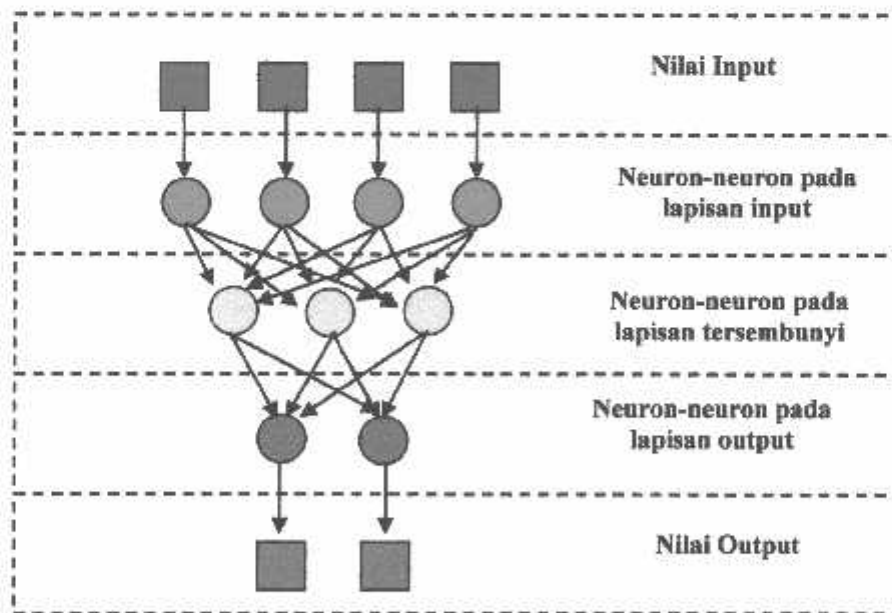 Nilai Input
Neuron-neuron pada
lapisan input
Neuron-neuron pada
lapisan tersembunyi
Neuron-neuron pada
lapisan output
Nilai Output